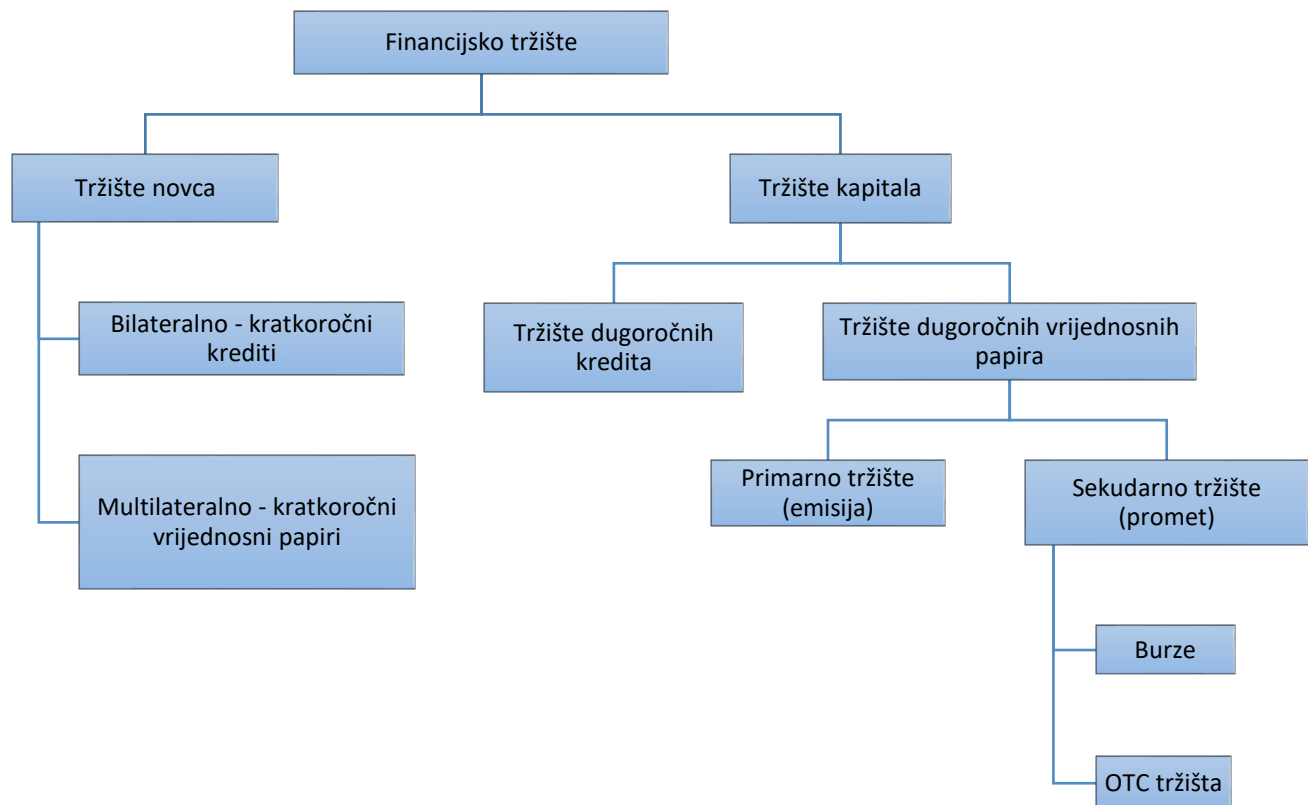 Financijsko tržište
Tržište novca
Tržište kapitala
Bilateralno - kratkoročni
krediti
Multilateralno - kratkoročni
vrijednosni papiri
Tržište dugoročnih
kredita
Tržište dugoročnih vrijednosnih
papira
Primarno tržište
(emisija)
Sekudarno tržište
(promet)
Burze
OTC tržišta